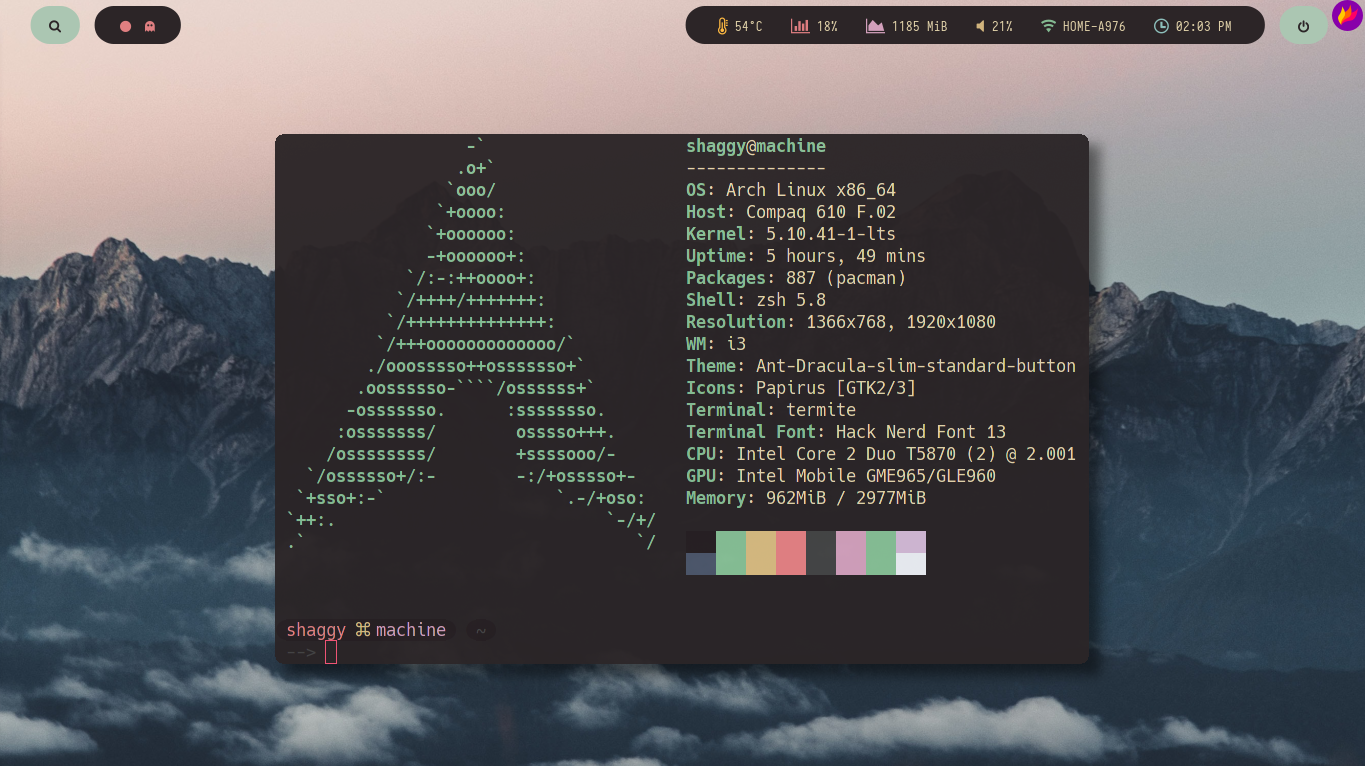 54°C 18% 1185 MiB 21% HOME-A976 02:03 PM
shaggy@machine
--------------
OS: Arch Linux x86_64
Host: Compaq 610 F.02
Kernel: 5.10.41-1-lts
Uptime: 5 hours, 49 mins
Packages: 887 (pacman)
Shell: zsh 5.8
Resolution: 1366x768, 1920x1080
WM: i3
Theme: Ant-Dracula-slim-standard-button
Icons: Papirus [GTK2/3]
Terminal: termite
Terminal Font: Hack Nerd Font 13
CPU: Intel Core 2 Duo T5870 (2) @ 2.001
GPU: Intel Mobile GME965/GLE960
Memory: 962MiB / 2977MiB
-`
.o+`
`ooo/
`+oooo:
`+oooooo:
-+oooooo+:
`/:-:++oooo+:
`/++++/+++++++:
`/++++++++++++++:
`/+++ooooooooooooo/`
./ooosssso++osssssso+`
.oossssso-````/ossssss+`
-osssssso.      :ssssssso.
:osssssss/        osssso+++.
/ossssssss/        +ssssooo/-
`/ossssso+/:-        -:/+osssso+-
`+sso+:-`                 `.-/+oso:
`++:.                           `-/+/
.`                                 `/
shaggy ⌘ machine ~
-->